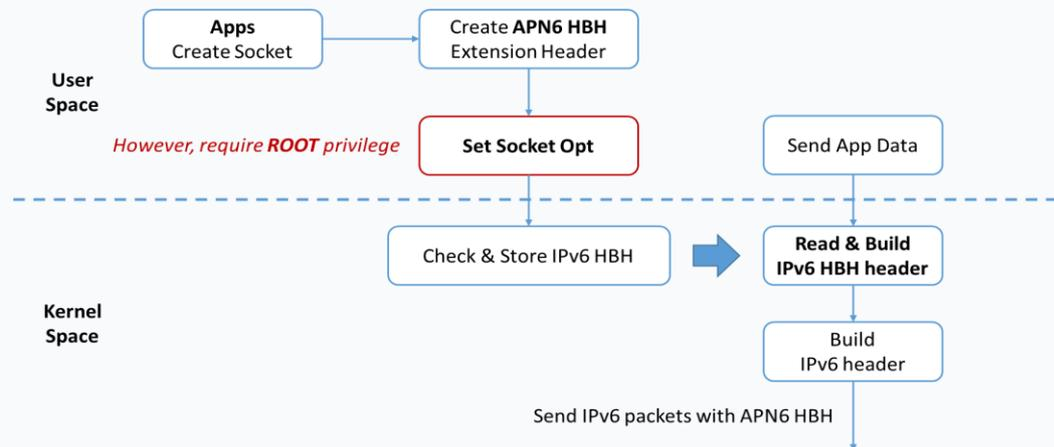 Apps
Create Socket
Create APN6 HBH
Extension Header
User
Space
However, require ROOT privilege
Set Socket Opt
Send App Data
Check & Store IPv6 HBH
Read & Build
IPv6 HBH header
Kernel
Space
Build
IPv6 header
Send IPv6 packets with APN6 HBH